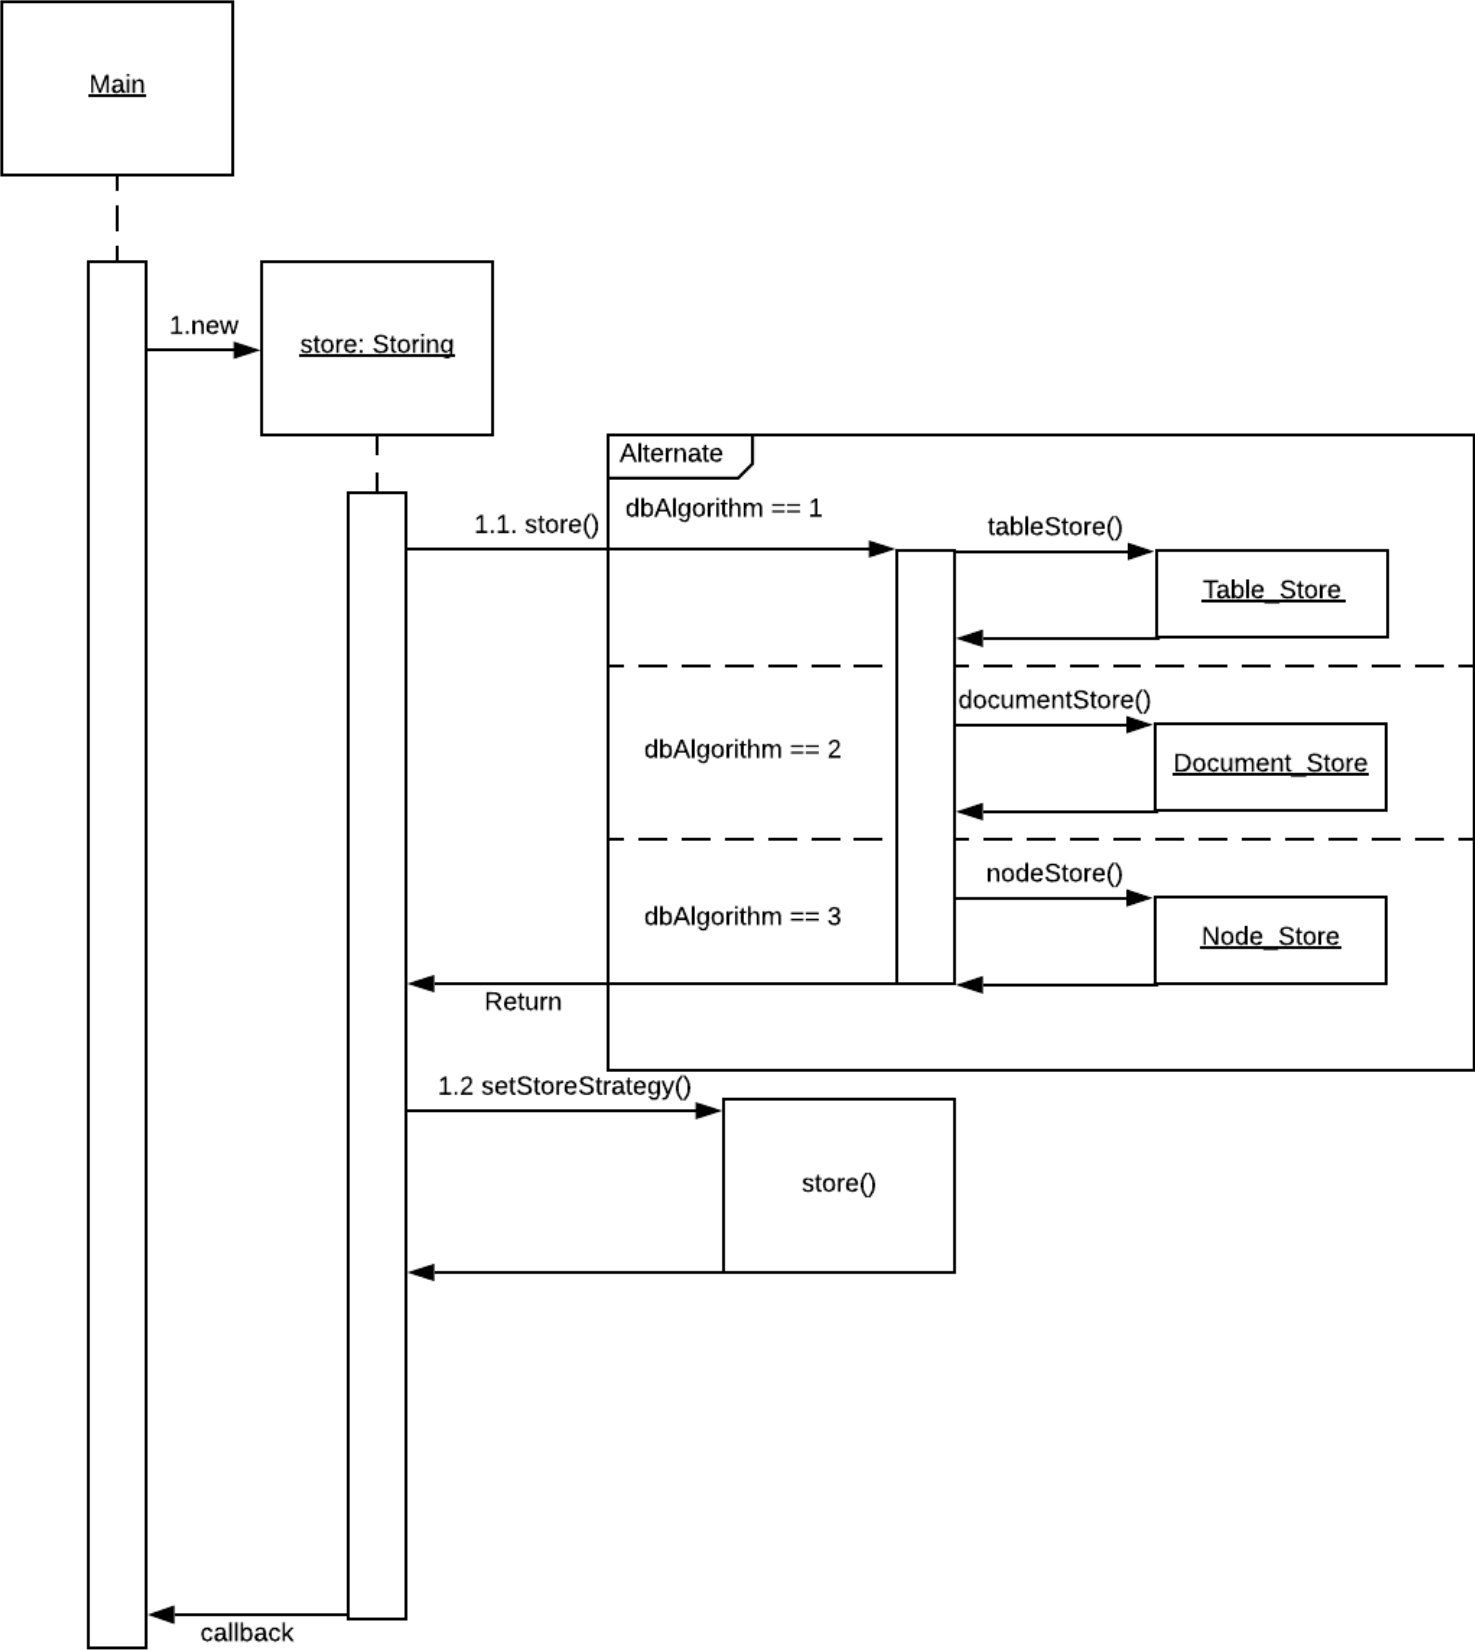 Main
1.new
store: Storing
Alternate
dbAlgorithm == 1
1.1. store()
tableStore()
Table_Store
documentStore()
dbAlgorithm == 2
Document_Store
nodeStore()
dbAlgorithm == 3
Node_Store
Return
1.2 setStoreStrategy()
store()
callback